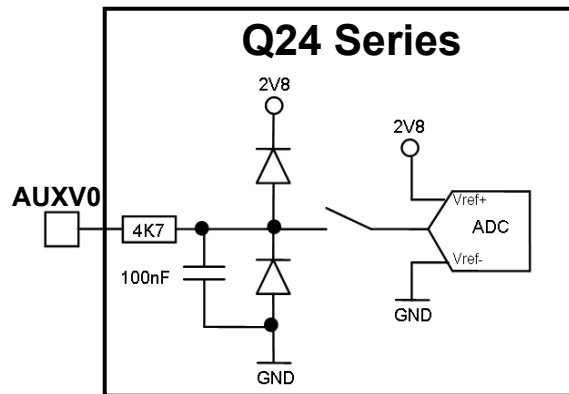 Q24 Series
2V8
2V8
AUXV0
Vref+
4K7
ADC
100nF
Vref-
GND
GND